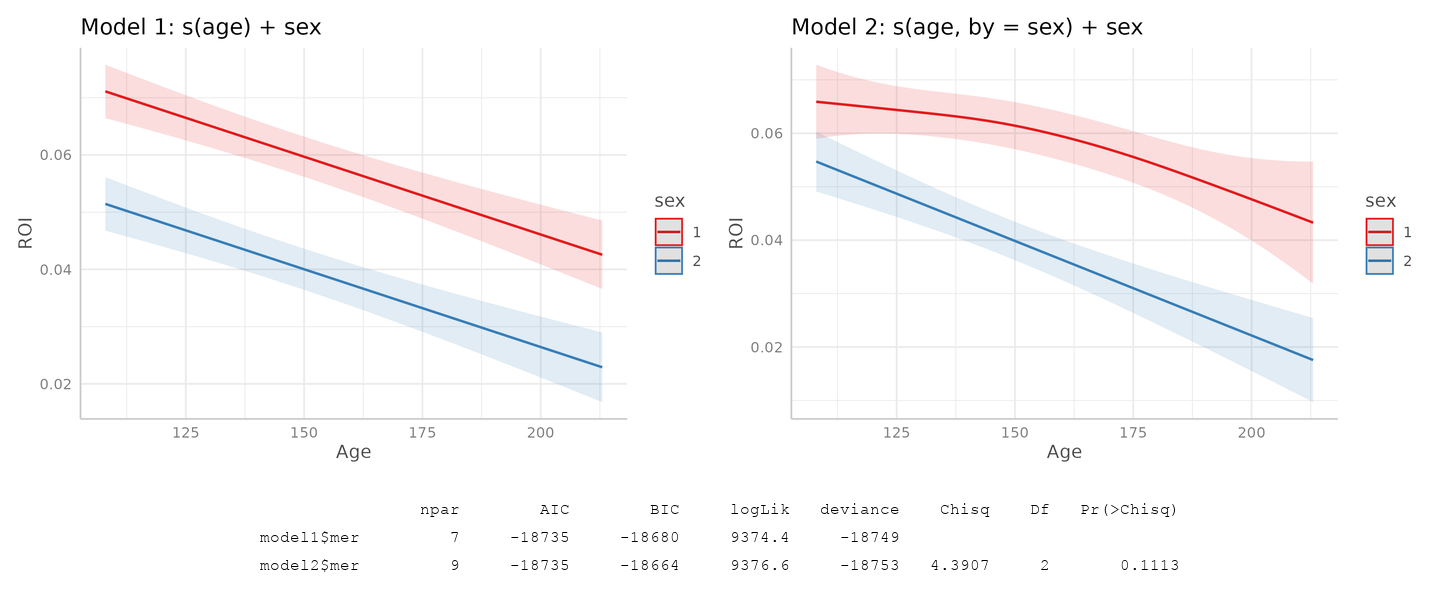 Model 1: s(age) + sex
0.06
0.04
0.02
ROI
125 150 175 200
Age
sex
1
2
Model 2: s(age, by = sex) + sex
0.06
0.04
0.02
ROI
125 150 175 200
Age
sex
1
2
npar AIC BIC logLik deviance Chisq Df Pr(>Chisq)
model1$mer 7 -18735 -18680 9374.4 -18749
model2$mer 9 -18735 -18664 9376.6 -18753 4.3907 2 0.1113